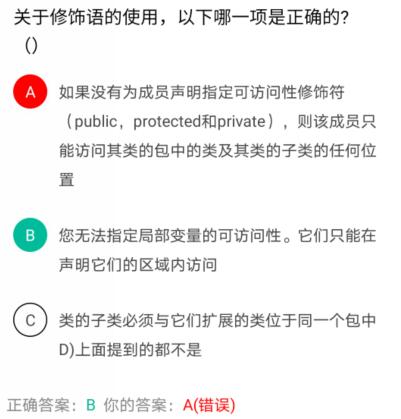 关于修饰语的使用，以下哪一项是正确的?
（）
A 如果没有为成员声明指定可访问性修饰符
（public，protected和private），则该成员只
能访问其类的包中的类及其类的子类的任何位
置
B 您无法指定局部变量的可访问性。它们只能在
声明它们的区域内访问
C 类的子类必须与它们扩展的类位于同一个包中
D)上面提到的都不是
正确答案：B 你的答案：A(错误)